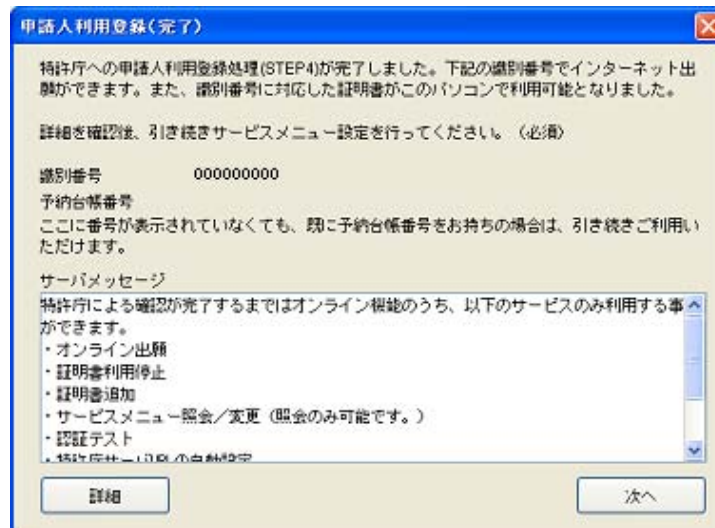 申請人利用登録(完了)
特許庁への申請人利用登録処理(STEP4)が完了しました。下記の識別番号でインターネット出
願ができます。また、識別番号に対応した証明書がこのパソコンで利用可能となりました。
詳細を確認後、引き続きサービスメニュー設定を行ってください。（必須）
識別番号 000000000
予納台帳番号
ここに番号が表示されていなくても、既に予納台帳番号をお持ちの場合は、引き続きご利用い
ただけます。
サーバメッセージ
特許庁による確認が完了するまではオンライン機能のうち、以下のサービスのみ利用する事
ができます。
・オンライン出願
・証明書利用停止
・証明書追加
・サービスメニュー照会／変更（照会のみ可能です。）
・認証テスト
詳細
次へ